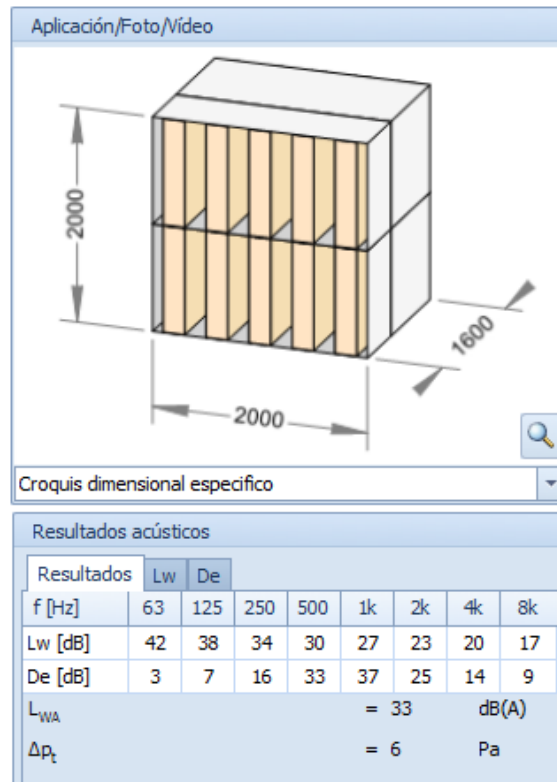 Aplicación/Foto/Vídeo
2000
1600
2000
Croquis dimensional especifico
Resultados acústicos
Resultados Lw De
f [Hz] 63 125 250 500 1k 2k 4k 8k
Lw [dB] 42 38 34 30 27 23 20 17
De [dB] 3 7 16 33 37 25 14 9
LWA = 33 dB(A)
Δpt = 6 Pa